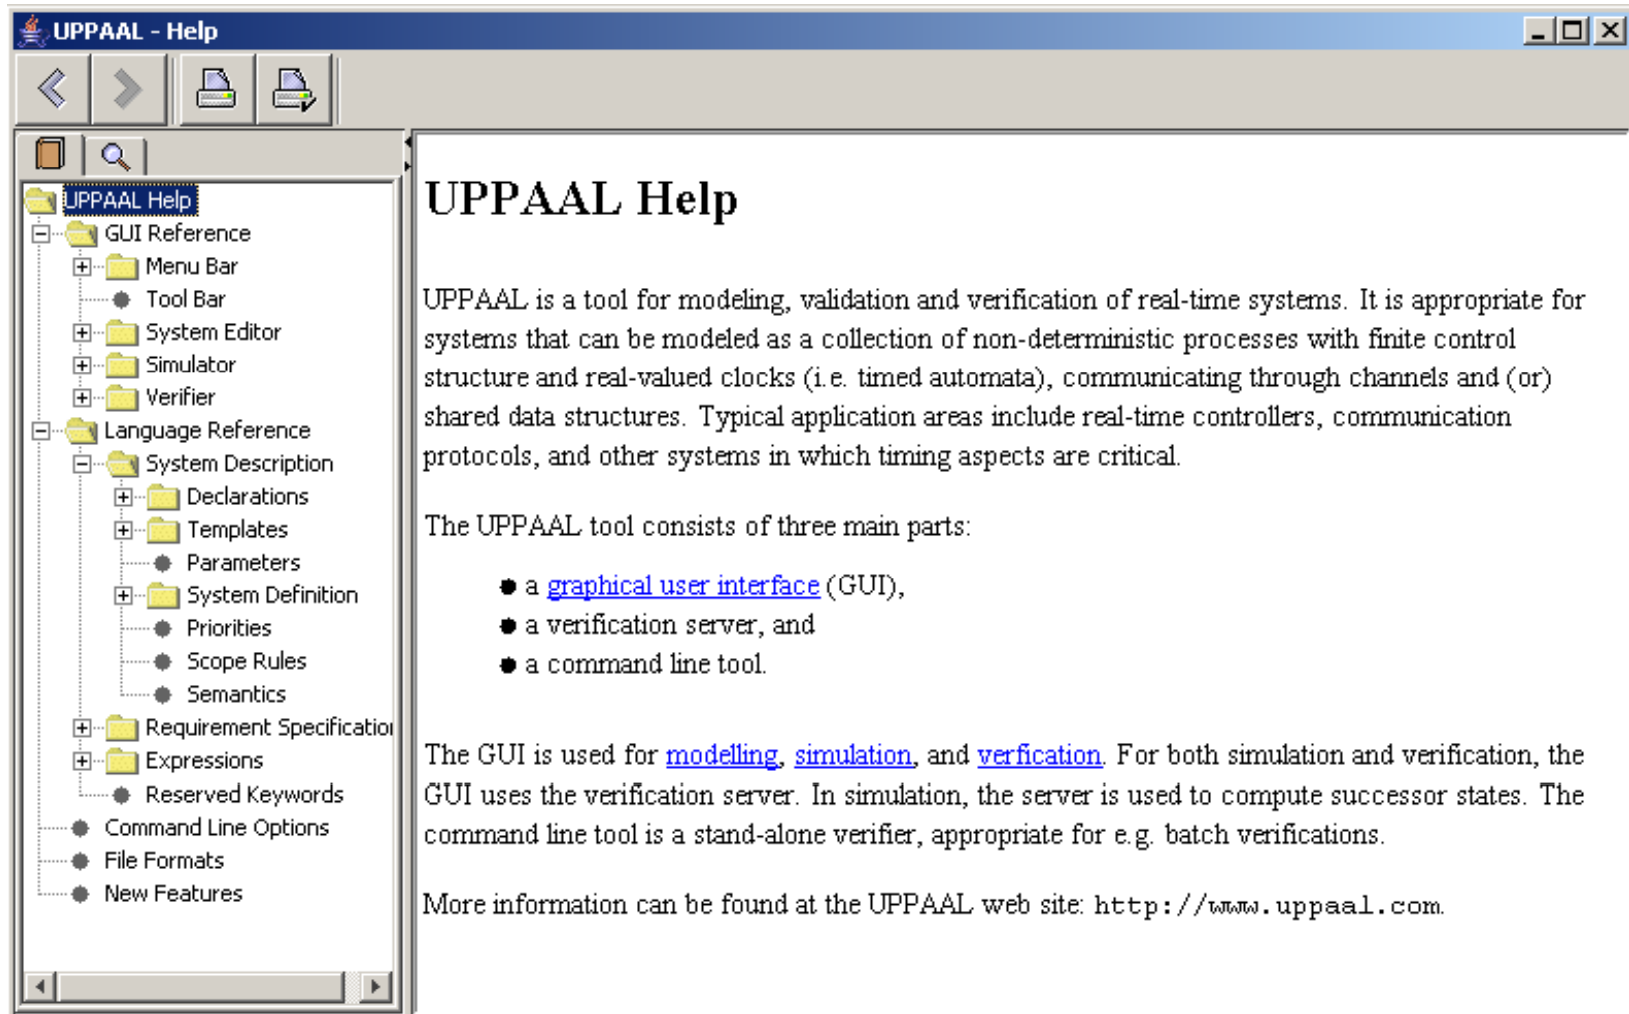 UPPAAL - Help
UPPAAL Help
GUI Reference
Menu Bar
Tool Bar
System Editor
Simulator
Verifier
Language Reference
System Description
Declarations
Templates
Parameters
System Definition
Priorities
Scope Rules
Semantics
Requirement Specification
Expressions
Reserved Keywords
Command Line Options
File Formats
New Features
UPPAAL Help
UPPAAL is a tool for modeling, validation and verification of real-time systems. It is appropriate for
systems that can be modeled as a collection of non-deterministic processes with finite control
structure and real-valued clocks (i.e. timed automata), communicating through channels and (or)
shared data structures. Typical application areas include real-time controllers, communication
protocols, and other systems in which timing aspects are critical.
The UPPAAL tool consists of three main parts:
● a graphical user interface (GUI),
● a verification server, and
● a command line tool.
The GUI is used for modelling, simulation, and verfication. For both simulation and verification, the
GUI uses the verification server. In simulation, the server is used to compute successor states. The
command line tool is a stand-alone verifier, appropriate for e.g. batch verifications.
More information can be found at the UPPAAL web site: http://www.uppaal.com.